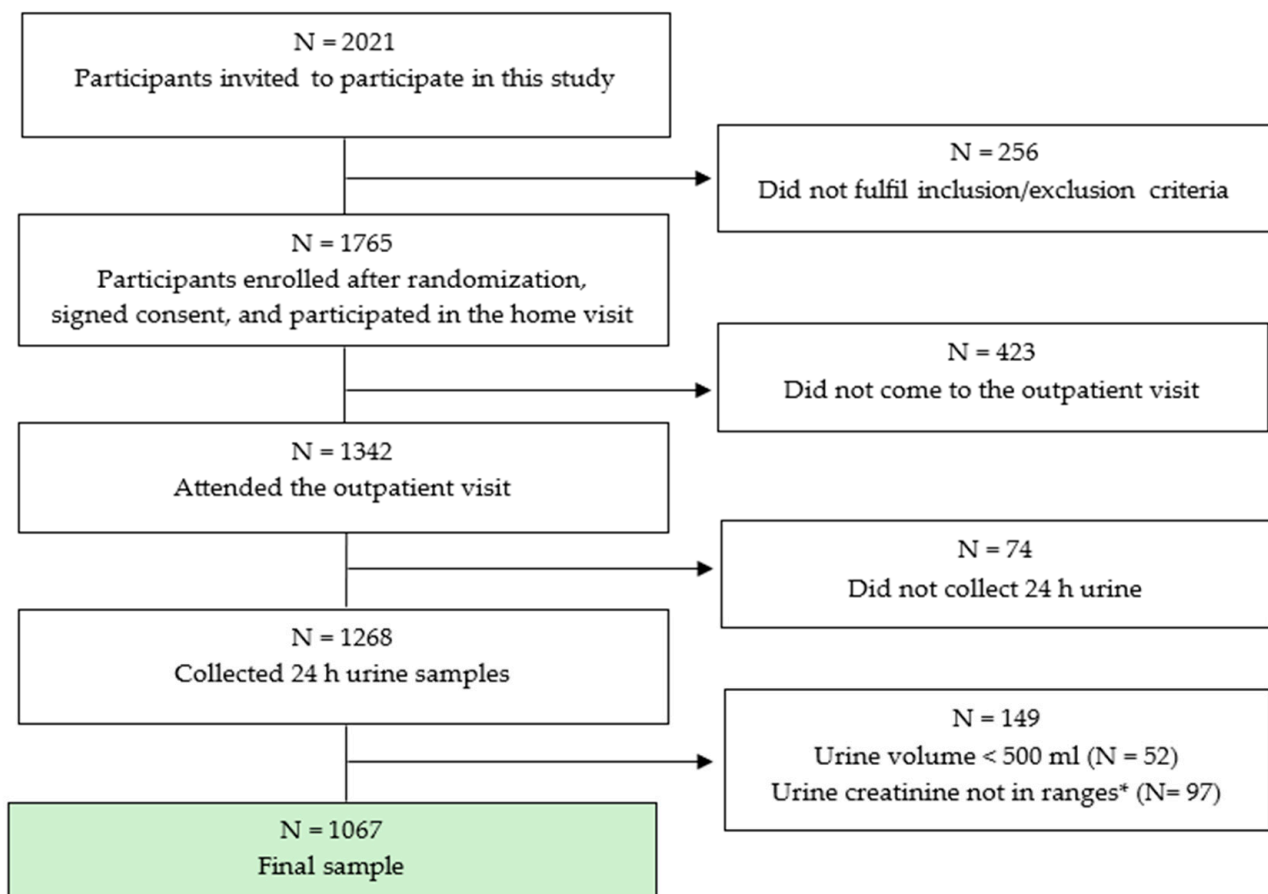 N = 2021
Participants invited to participate in this study
N = 256
Did not fulfil inclusion/exclusion criteria
N = 1765
Participants enrolled after randomization,
signed consent, and participated in the home visit
N = 423
Did not come to the outpatient visit
N = 1342
Attended the outpatient visit
N = 74
Did not collect 24 h urine
N = 1268
Collected 24 h urine samples
N = 149
Urine volume < 500 ml (N = 52)
Urine creatinine not in ranges* (N= 97)
N = 1067
Final sample